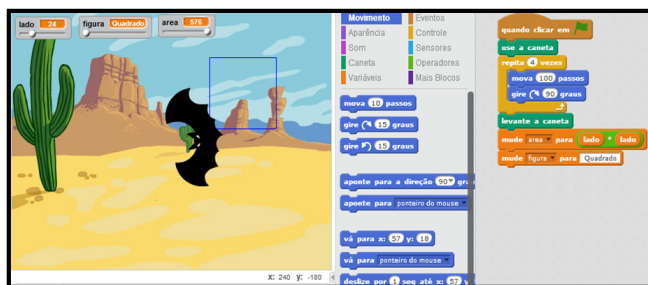 lado 24
figura Quadrado
area 576
x: 240 y: -180
Movimento
Aparência
Som
Caneta
Variáveis
Eventos
Controle
Sensores
Operadores
Mais Blocos
mova 10 passos
gire 15 graus
gire 15 graus
aponte para a direção 90 gra
aponte para ponteiro do mouse
vá para x: 57 y: 18
vá para ponteiro do mouse
deslize por 1 seg até x: 57 y
quando clicar em
use a caneta
repita 4 vezes
mova 100 passos
gire 90 graus
levante a caneta
mude area para lado * lado
mude figura para Quadrado